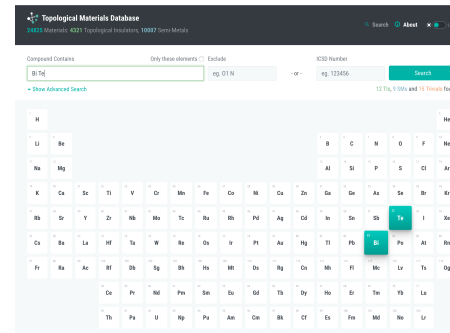 Topological Materials Database
24825 Materials: 4321 Topological Insulators, 10007 Semi-Metals
Search About
Compound Contains Only these elements Exclude ICSD Number
Bi Te eg. O1 N - or - eg. 123456 Search
+ Show Advanced Search 12 TIs, 3 SMs and 15 Trivials fo
H He
Li Be B C N O F Ne
Na Mg Al Si P S Cl Ar
K Ca Sc Ti V Cr Mn Fe Co Ni Cu Zn Ga Ge As Se Br Kr
Rb Sr Y Zr Nb Mo Tc Ru Rh Pd Ag Cd In Sn Sb Te I Xe
Cs Ba La Hf Ta W Re Os Ir Pt Au Hg Tl Pb Bi Po At Rn
Fr Ra Ac Rf Db Sg Bh Hs Mt Ds Rg Cn Nh Fl Mc Lv Ts Og
Ce Pr Nd Pm Sm Eu Gd Tb Dy Ho Er Tm Yb Lu
Th Pa U Np Pu Am Cm Bk Cf Es Fm Md No Lr